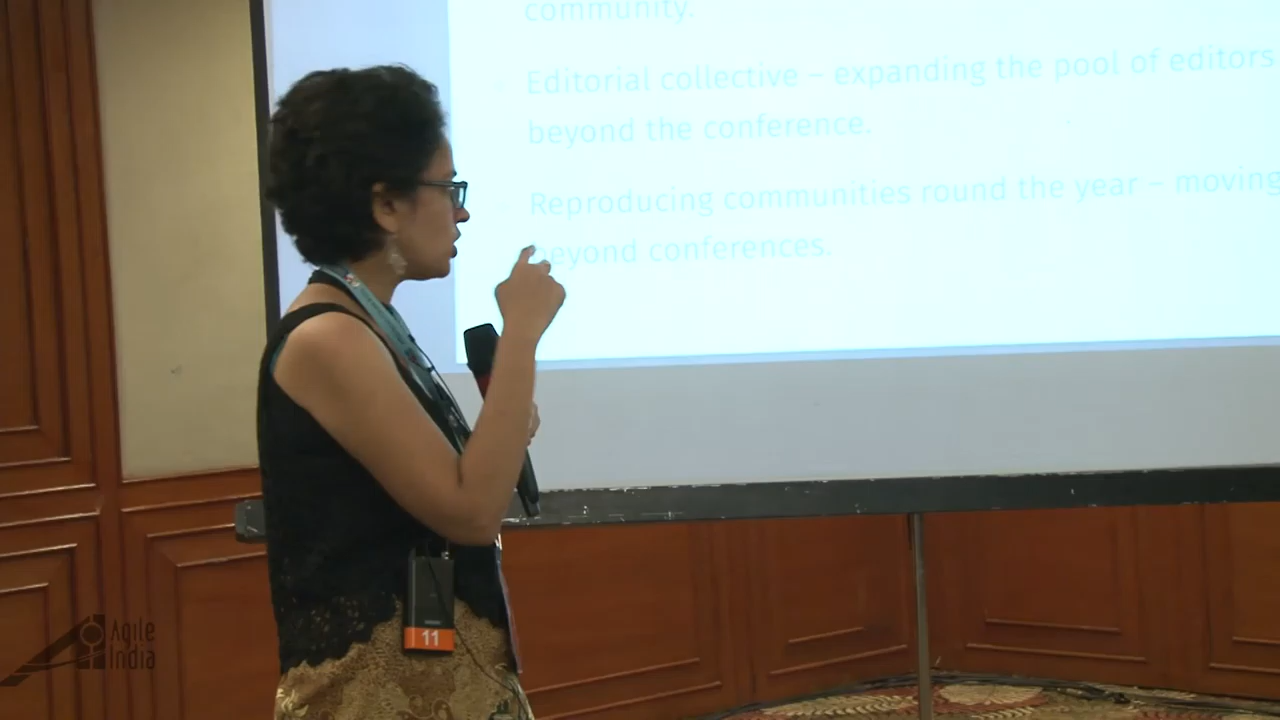 community.
Editorial collective – expanding the pool of editors
beyond the conference.
Reproducing communities round the year – moving
beyond conferences.
11
Agile
India